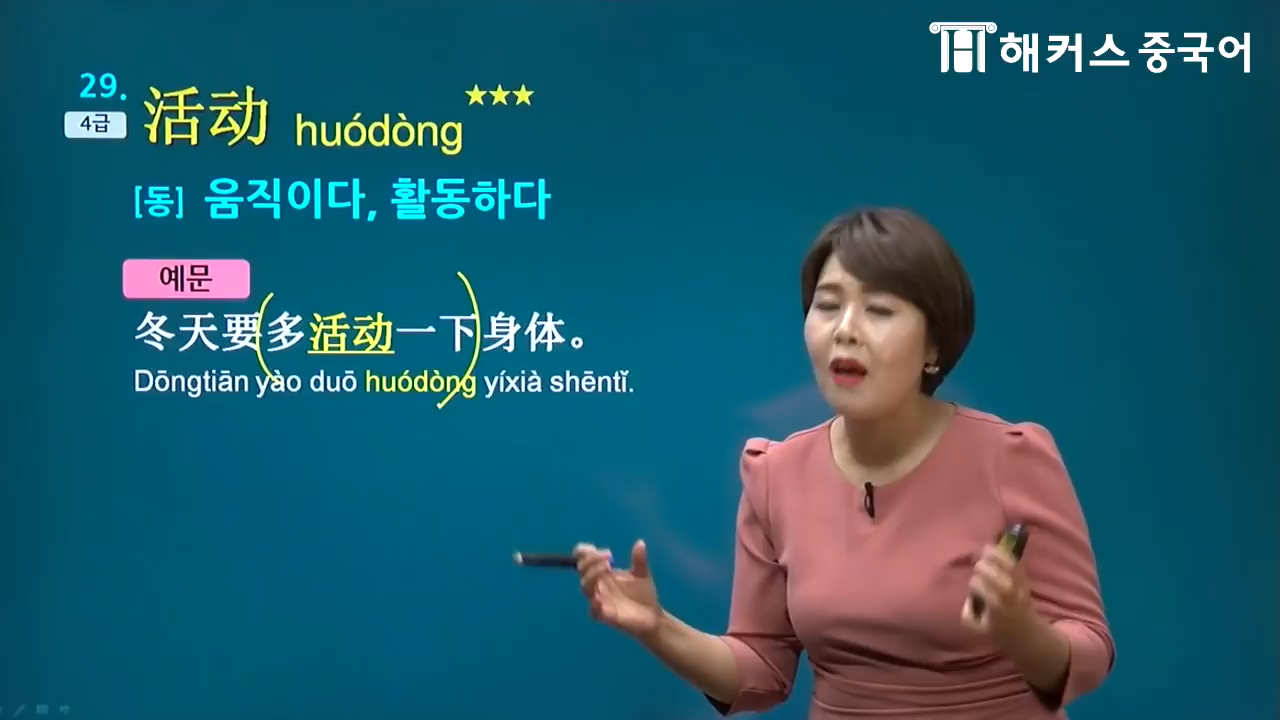 해커스 중국어
29.
4급
活动 huódòng ★★★
[동] 움직이다, 활동하다
예문
冬天要多活动一下身体。
Dōngtiān yào duō huódòng yíxià shēntǐ.